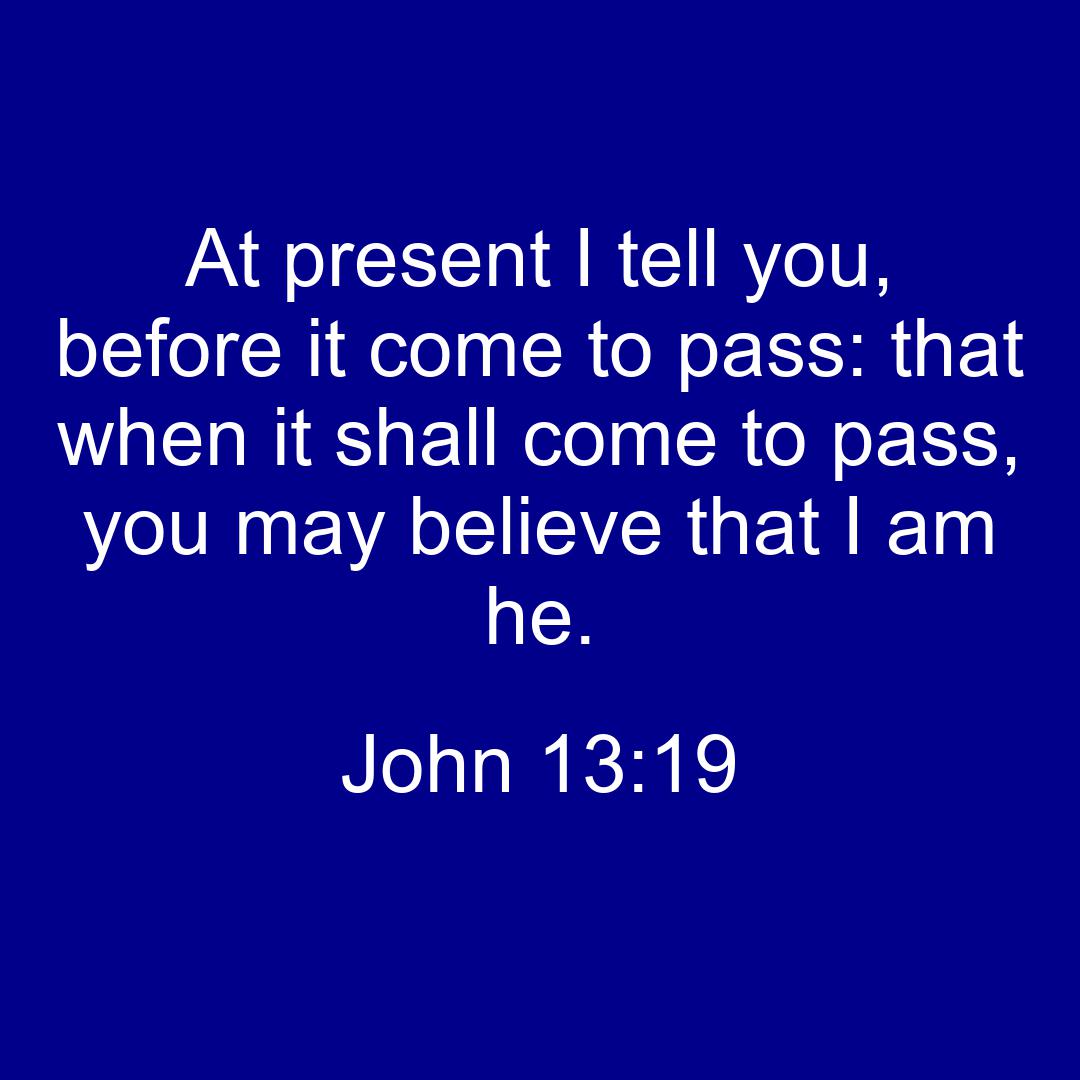 At present I tell you,
before it come to pass: that
when it shall come to pass,
you may believe that I am
he.
John 13:19